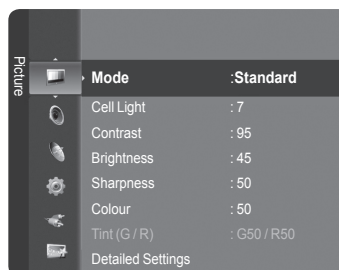 Picture
Mode :Standard
Cell Light : 7
Contrast : 95
Brightness : 45
Sharpness : 50
Colour : 50
Tint (G / R) : G50 / R50
Detailed Settings